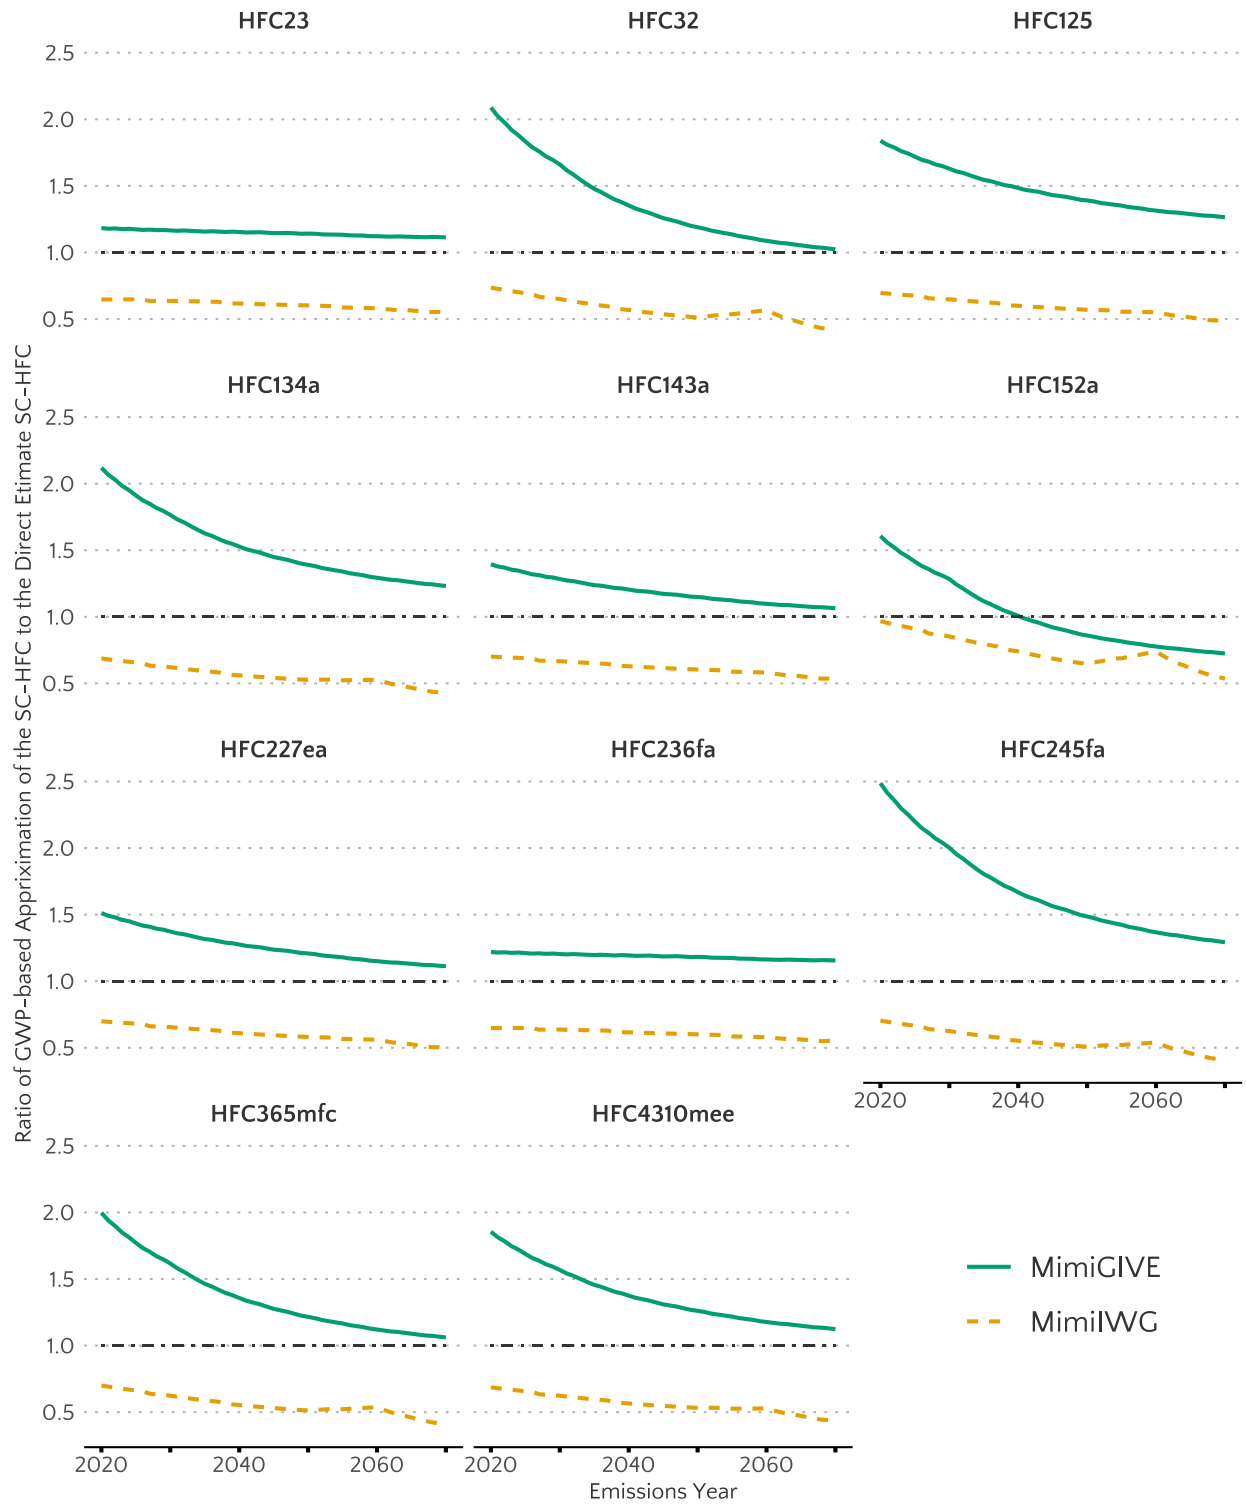 HFC23
HFC32
HFC125
2.5
2.0
1.5
1.0
0.5
HFC134a
HFC143a
HFC152a
2.5
2.0
1.5
1.0
0.5
HFC227ea
HFC236fa
HFC245fa
2.5
2.0
1.5
1.0
0.5
2020
2040
2060
HFC365mfc
HFC4310mee
2.5
2.0
1.5
1.0
0.5
2020
2040
2060
2020
2040
2060
Emissions Year
Ratio of GWP-based Appriximation of the SC-HFC to the Direct Etimate SC-HFC
MimiGIVE
MimiIWG